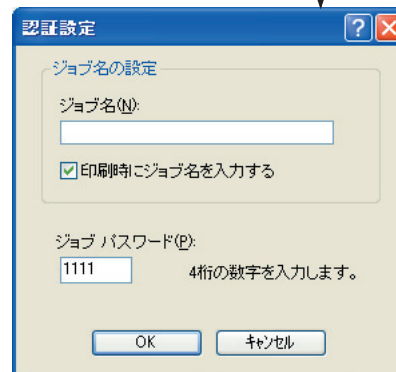 認証設定
ジョブ名の設定
ジョブ名(N):
印刷時にジョブ名を入力する
ジョブ パスワード(P):
1111 4桁の数字を入力します。
OK キャンセル